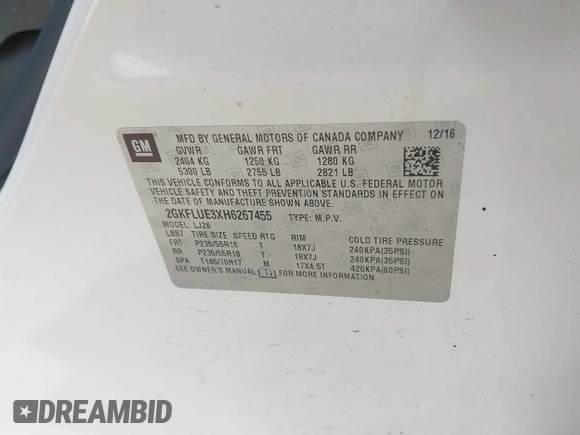 GM
MFD BY GENERAL MOTORS OF CANADA COMPANY 12/16
GVWR GAWR FRT GAWR RR
2404 KG 1250 KG 1280 KG
5300 LB 2755 LB 2821 LB
THIS VEHICLE CONFORMS TO ALL APPLICABLE U.S. FEDERAL MOTOR
VEHICLE SAFETY AND THEFT PREVENTION STANDARDS IN EFFECT ON
THE DATE OF MANUFACTURE SHOWN ABOVE.
2GKFLUE3XH6267455 TYPE: M.P.V.
MODEL: LJ26
LBB7 TIRE SIZE SPEED RTG RIM COLD TIRE PRESSURE
FRT P235/55R18 T 18X7J 240KPA(35PSI)
RR P235/55R18 T 18X7J 240KPA(35PSI)
SPA T145/70R17 M 17X4.5T 420KPA(60PSI)
SEE OWNER'S MANUAL FOR MORE INFORMATION.
DREAMBID